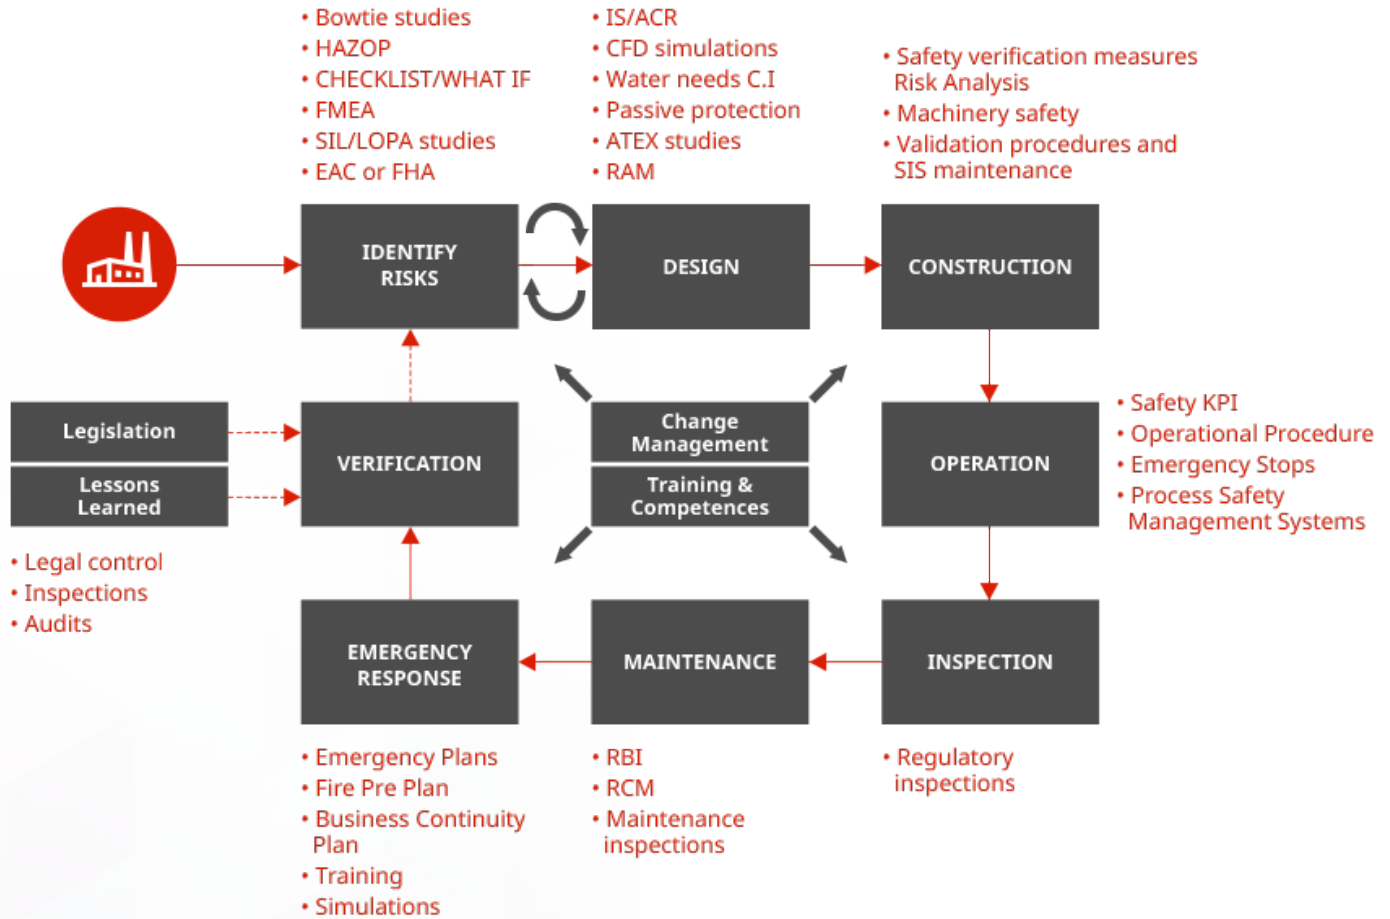 • Bowtie studies
• HAZOP
• CHECKLIST/WHAT IF
• FMEA
• SIL/LOPA studies
• EAC or FHA
• IS/ACR
• CFD simulations
• Water needs C.I
• Passive protection
• ATEX studies
• RAM
• Safety verification measures
Risk Analysis
• Machinery safety
• Validation procedures and
SIS maintenance
IDENTIFY
RISKS
DESIGN
CONSTRUCTION
Legislation
Lessons
Learned
VERIFICATION
Change
Management
Training &
Competences
OPERATION
• Safety KPI
• Operational Procedure
• Emergency Stops
• Process Safety
Management Systems
• Legal control
• Inspections
• Audits
EMERGENCY
RESPONSE
MAINTENANCE
INSPECTION
• Emergency Plans
• Fire Pre Plan
• Business Continuity
Plan
• Training
• Simulations
• RBI
• RCM
• Maintenance
inspections
• Regulatory
inspections